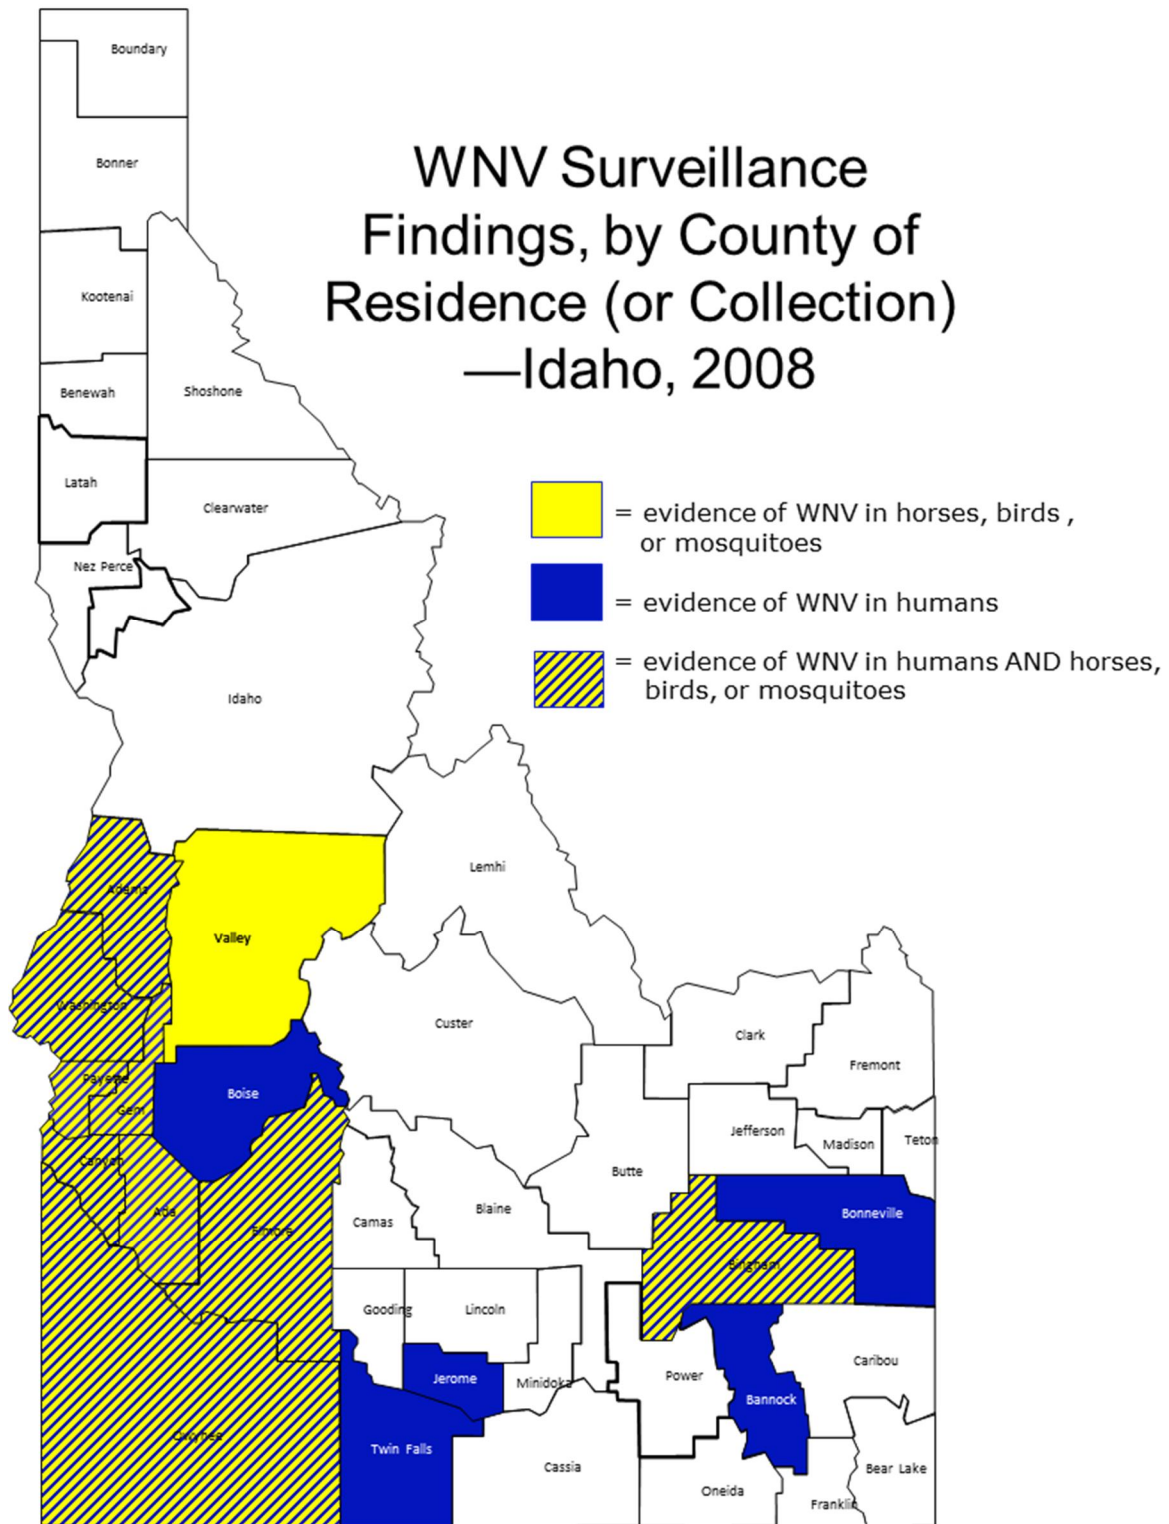 Boundary
Bonner
WNV Surveillance
Findings, by County of
Residence (or Collection)
—Idaho, 2008
Kootenai
Benewah
Shoshone
Latah
Clearwater
= evidence of WNV in horses, birds ,
or mosquitoes
Nez Perce
= evidence of WNV in humans
= evidence of WNV in humans AND horses,
birds, or mosquitoes
Idaho
Lemhi
Adams
Valley
Washington
Custer
Clark
Fremont
Payette
Boise
Gem
Jefferson
Madison
Teton
Canyon
Butte
Ada
Elmore
Camas
Blaine
Bonneville
Bingham
Gooding
Lincoln
Caribou
Jerome
Minidoka
Power
Bannock
Owyhee
Twin Falls
Cassia
Bear Lake
Oneida
Franklin